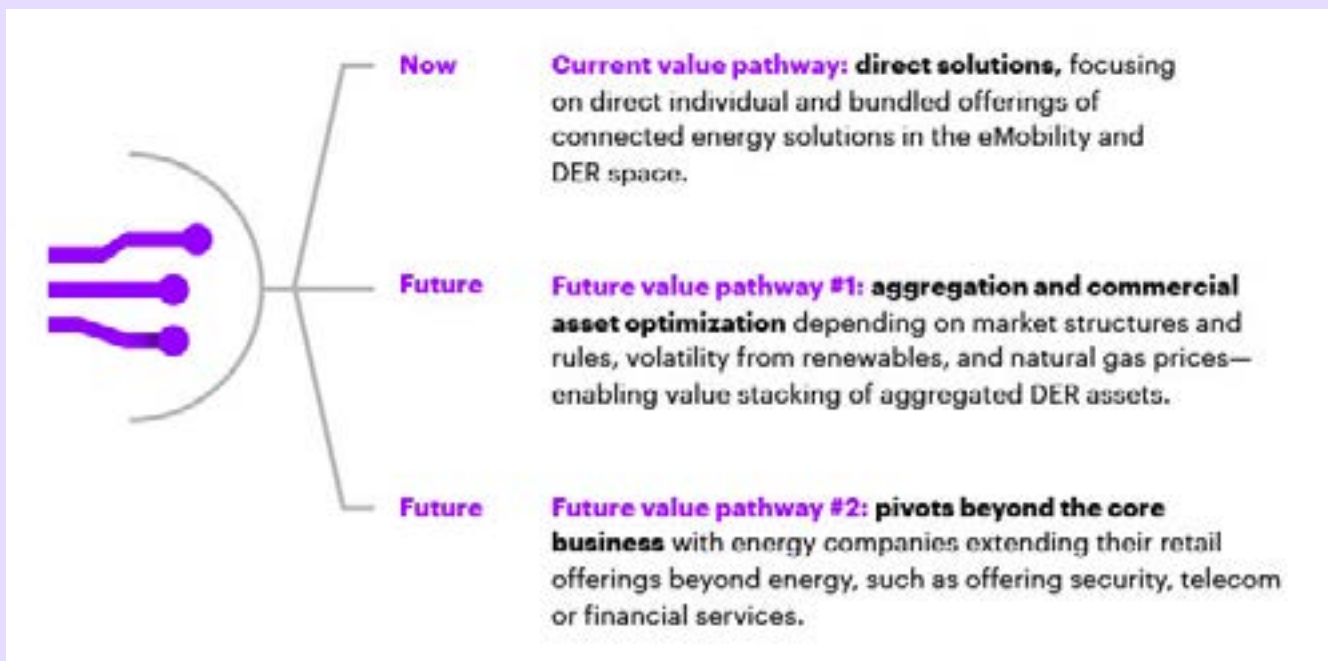 Now
Current value pathway: direct solutions, focusing
on direct individual and bundled offerings of
connected energy solutions in the eMobility and
DER space.
Future
Future value pathway #1: aggregation and commercial
asset optimization depending on market structures and
rules, volatility from renewables, and natural gas prices—
enabling value stacking of aggregated DER assets.
Future
Future value pathway #2: pivots beyond the core
business with energy companies extending their retail
offerings beyond energy, such as offering security, telecom
or financial services.